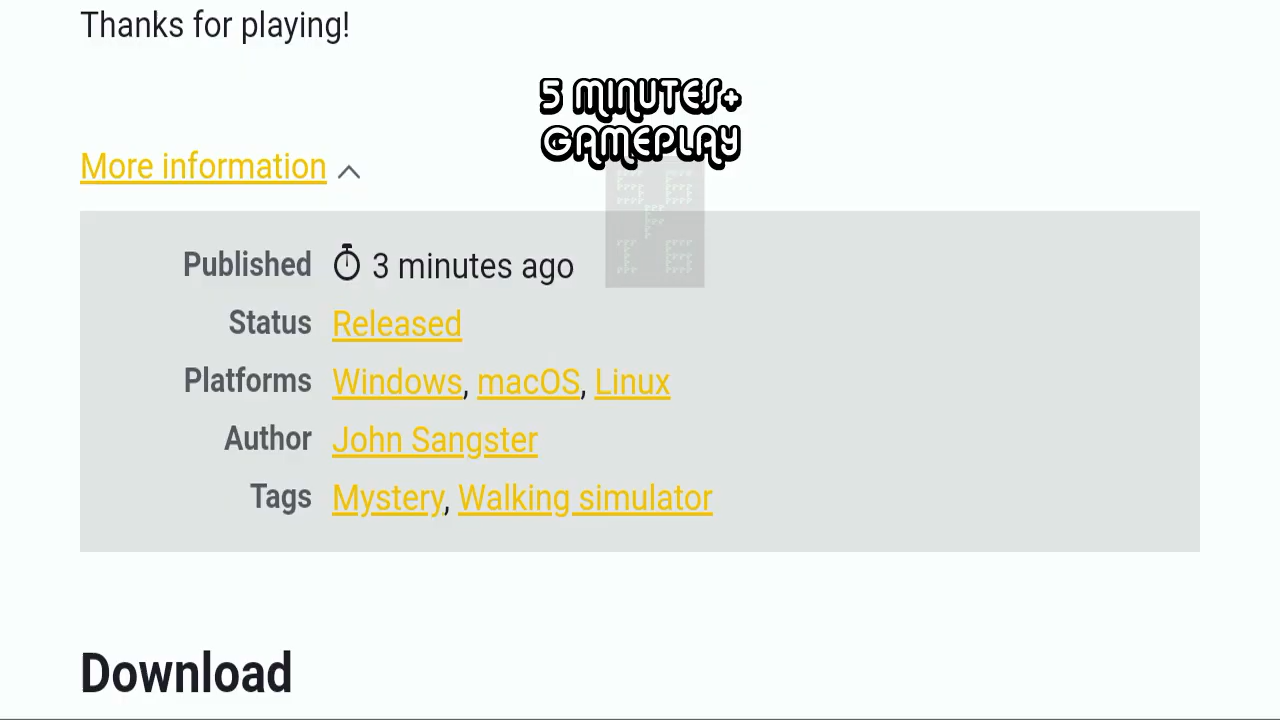 Thanks for playing!
5 MINUTES+
GAMEPLAY
More information
Published 3 minutes ago
Status Released
Platforms Windows, macOS, Linux
Author John Sangster
Tags Mystery, Walking simulator
Download